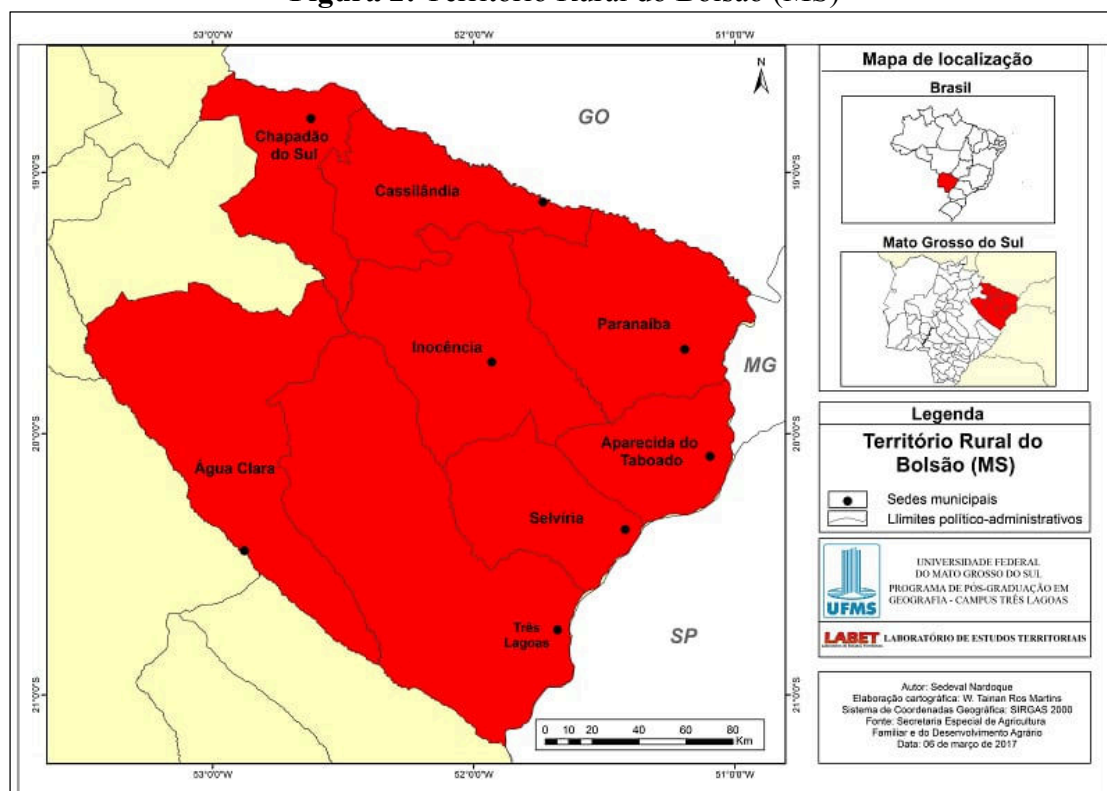 Figura 2: Território Rural do Bolsão (MS)
53°0'0"W
52°0'0"W
51°0'0"W
N
GO
Chapadão
do Sul
19°0'0"S
19°0'0"S
Cassilândia
Paranaíba
Inocência
MG
20°0'0"S
20°0'0"S
Aparecida do
Taboado
Água Clara
Selvíria
Três
Lagoas
SP
21°0'0"S
21°0'0"S
0 10 20 40 60 80
Km
53°0'0"W
52°0'0"W
51°0'0"W
Mapa de localização
Brasil
Mato Grosso do Sul
Legenda
Território Rural do
Bolsão (MS)
Sedes municipais
Llimites político-administrativos
UFMS
UNIVERSIDADE FEDERAL
DO MATO GROSSO DO SUL
PROGRAMA DE PÓS-GRADUAÇÃO EM
GEOGRAFIA - CAMPUS TRÊS LAGOAS
LABET LABORATÓRIO DE ESTUDOS TERRITORIAIS
Autor: Sedeval Nardoque
Elaboração cartográfica: W. Tainan Ros Martins
Sistema de Coordenadas Geográfica: SIRGAS 2000
Fonte: Secretaria Especial de Agricultura
Familiar e do Desenvolvimento Agrário
Data: 06 de março de 2017